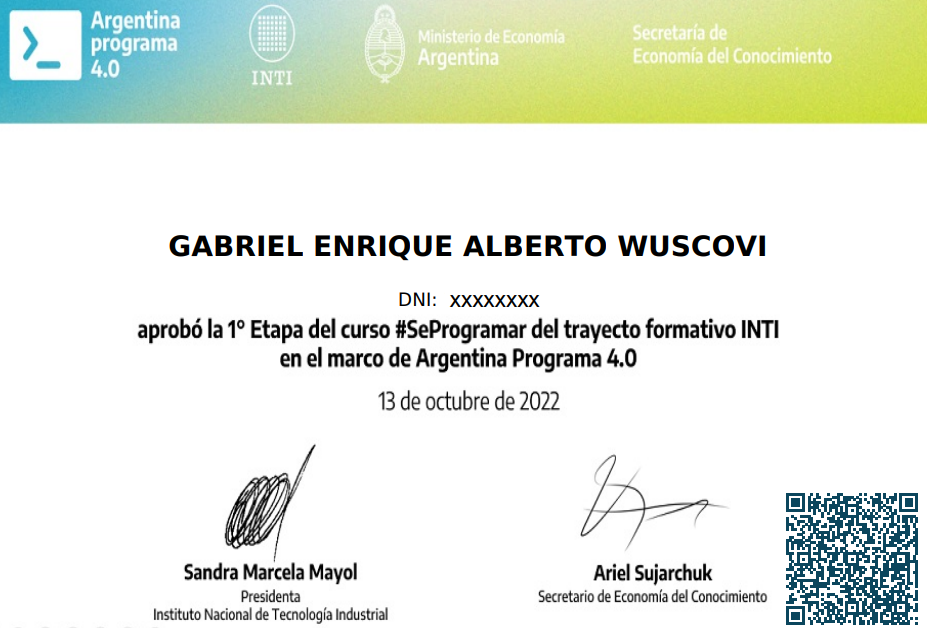 Argentina
programa
4.0
INTI
Ministerio de Economía
Argentina
Secretaría de
Economía del Conocimiento
GABRIEL ENRIQUE ALBERTO WUSCOVI
DNI: xxxxxxxx
aprobó la 1° Etapa del curso #SeProgramar del trayecto formativo INTI
en el marco de Argentina Programa 4.0
13 de octubre de 2022
Sandra Marcela Mayol
Presidenta
Instituto Nacional de Tecnología Industrial
Ariel Sujarchuk
Secretario de Economía del Conocimiento